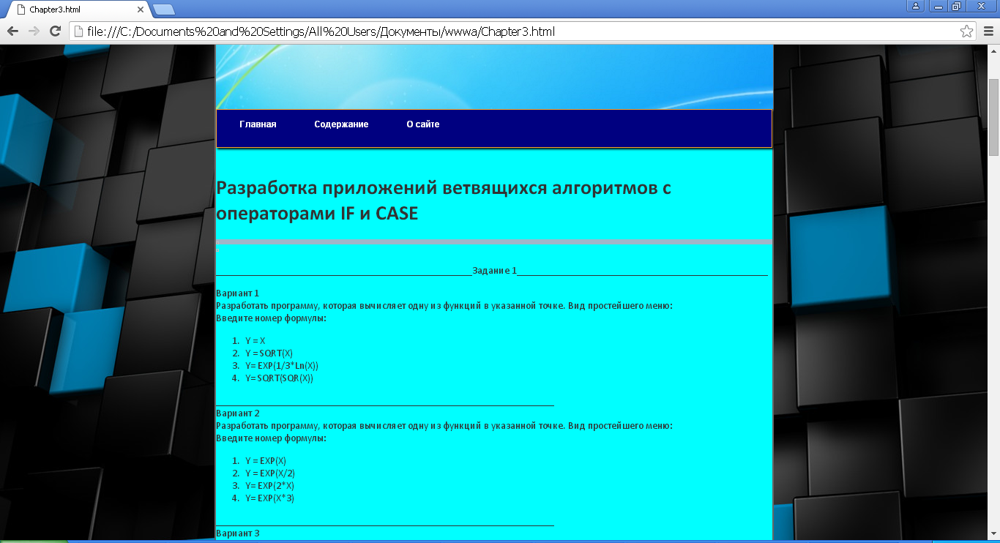 Chapter3.html
file:///C:/Documents%20and%20Settings/All%20Users/Документы/wwwa/Chapter3.html
Главная Содержание О сайте
Разработка приложений ветвящихся алгоритмов с
операторами IF и CASE
Задание 1
Вариант 1
Разработать программу, которая вычисляет одну из функций в указанной точке. Вид простейшего меню:
Введите номер формулы:
1. Y = X
2. Y = SQRT(X)
3. Y= EXP(1/3*Ln(X))
4. Y= SQRT(SQR(X))
Вариант 2
Разработать программу, которая вычисляет одну из функций в указанной точке. Вид простейшего меню:
Введите номер формулы:
1. Y = EXP(X)
2. Y = EXP(X/2)
3. Y= EXP(2*X)
4. Y= EXP(X*3)
Вариант 3